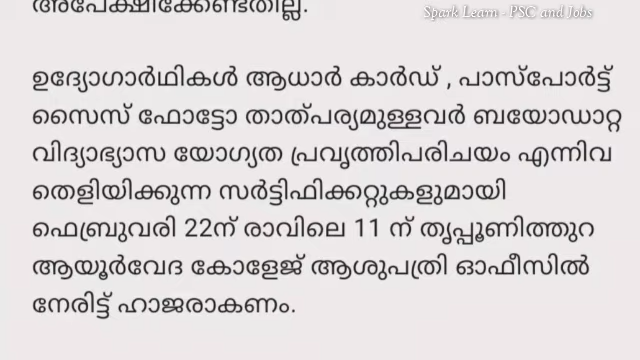 അപേക്ഷിക്കേണ്ടതില്ല.
Spark Learn - PSC and Jobs
ഉദ്യോഗാർഥികൾ ആധാർ കാർഡ് , പാസ്പോർട്ട്
സൈസ് ഫോട്ടോ താത്പര്യമുള്ളവർ ബയോഡാറ്റ
വിദ്യാഭ്യാസ യോഗ്യത പ്രവൃത്തിപരിചയം എന്നിവ
തെളിയിക്കുന്ന സർട്ടിഫിക്കറ്റുകളുമായി
ഫെബ്രുവരി 22ന് രാവിലെ 11 ന് തൃപ്പൂണിത്തുറ
ആയൂർവേദ കോളേജ് ആശുപത്രി ഓഫീസിൽ
നേരിട്ട് ഹാജരാകണം.